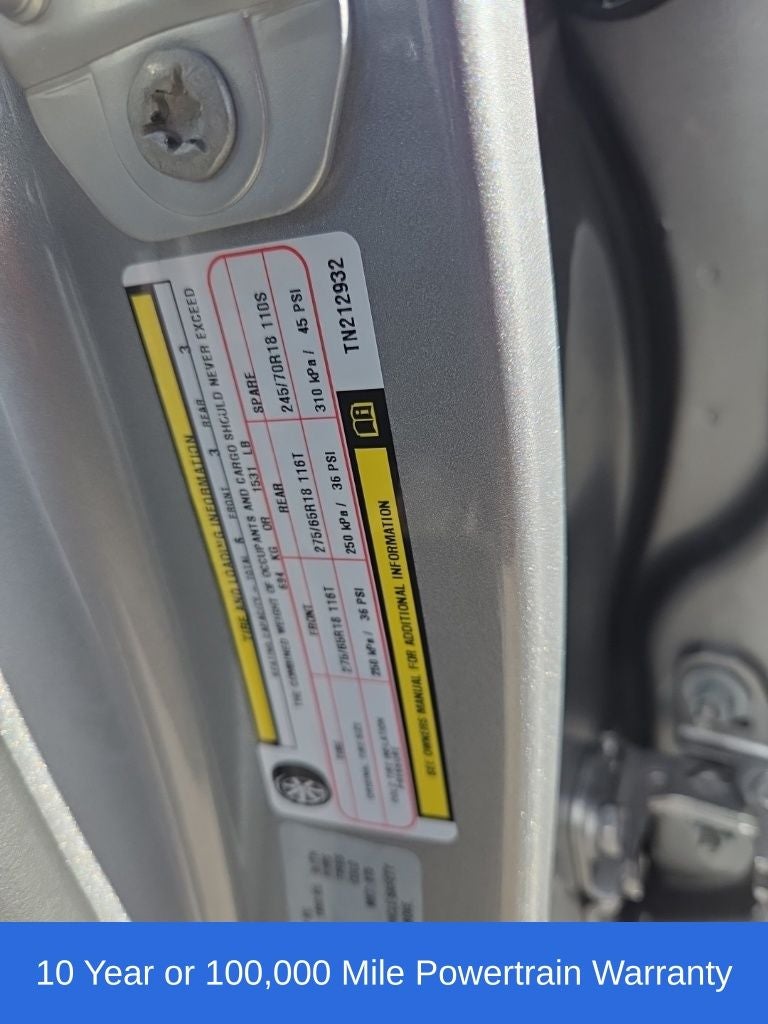 TIRE AND LOADING INFORMATION
SEATING CAPACITY - TOTAL 6 FRONT 3 REAR 3
THE COMBINED WEIGHT OF OCCUPANTS AND CARGO SHOULD NEVER EXCEED
694 KG OR 1531 LB
TIRE FRONT REAR SPARE
ORIGINAL TIRE SIZE 275/65R18 116T 275/65R18 116T 245/70R18 110S
COLD TIRE INFLATION PRESSURE 250 kPa / 36 PSI 250 kPa / 36 PSI 310 kPa / 45 PSI
SEE OWNERS MANUAL FOR ADDITIONAL INFORMATION
TN212932
10 Year or 100,000 Mile Powertrain Warranty